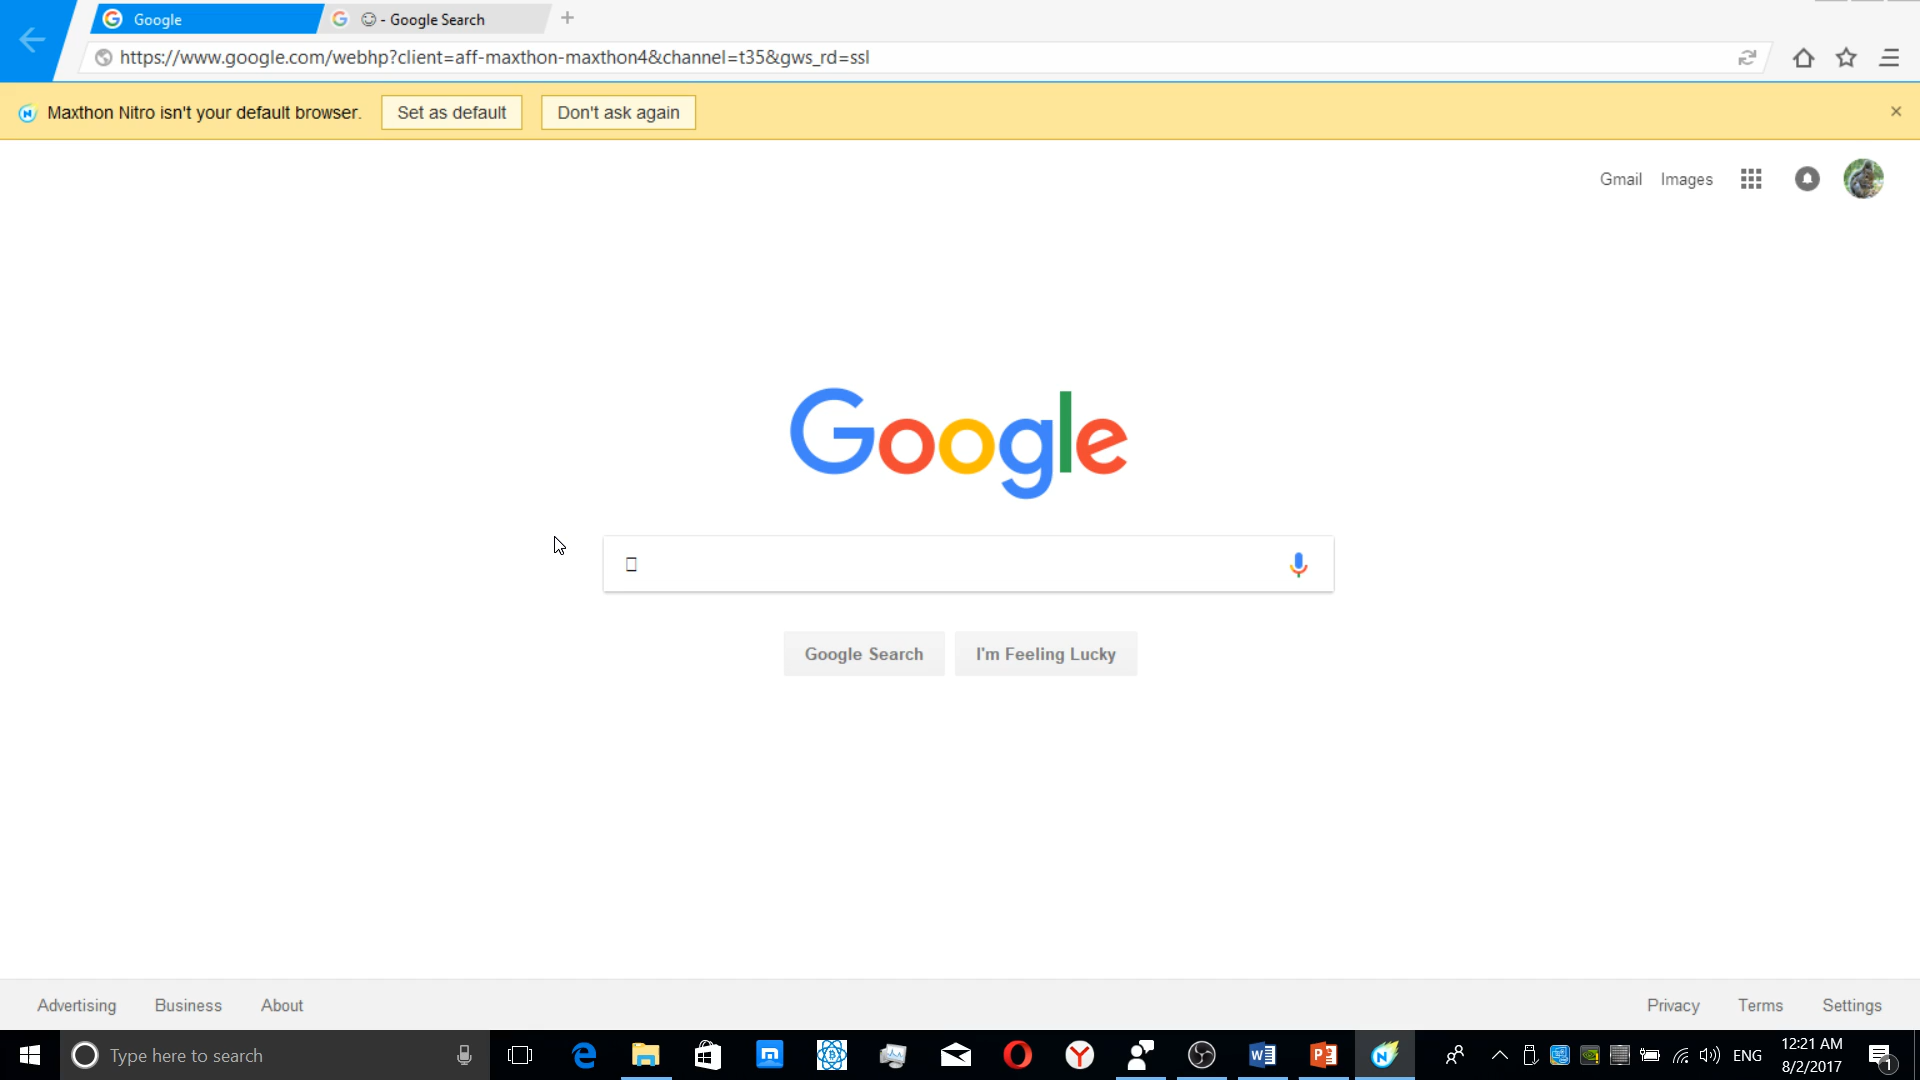 Google
☺ - Google Search
https://www.google.com/webhp?client=aff-maxthon-maxthon4&channel=t35&gws_rd=ssl
Maxthon Nitro isn't your default browser.
Set as default
Don't ask again
Gmail
Images
Google
Google Search
I'm Feeling Lucky
Advertising
Business
About
Privacy
Terms
Settings
Type here to search
ENG
12:21 AM
8/2/2017
1